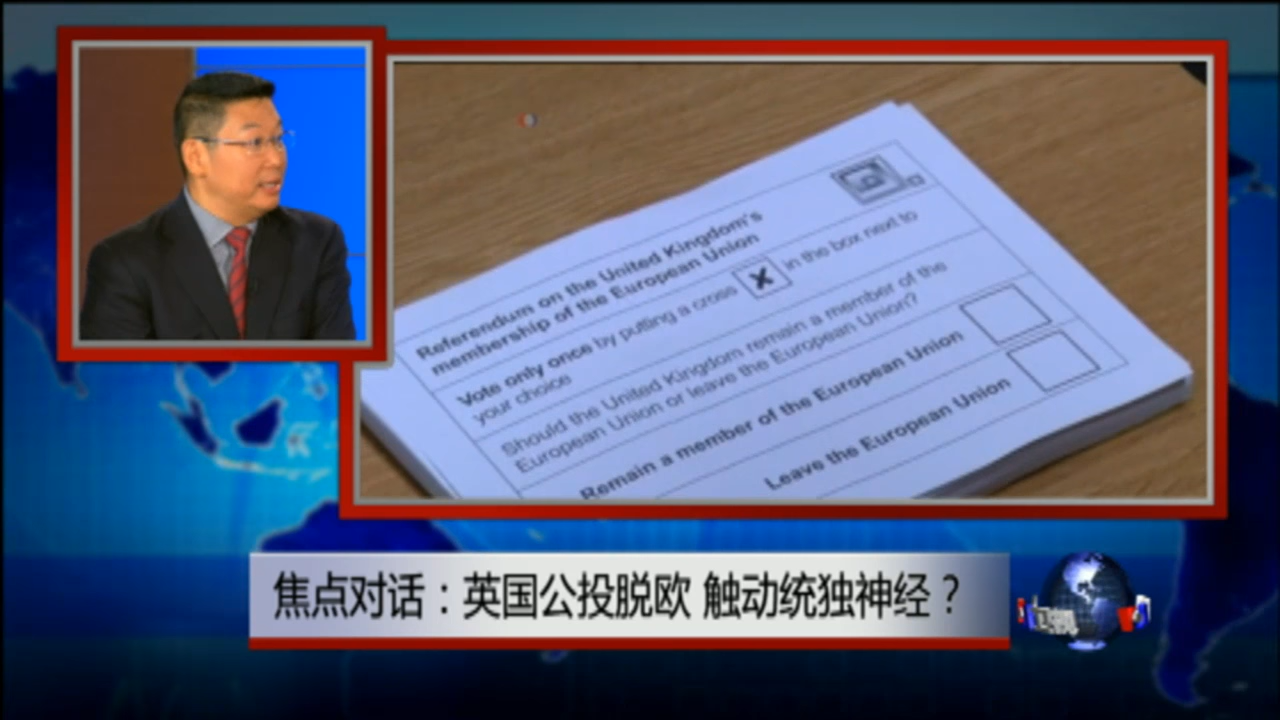 Referendum on the United Kingdom's
membership of the European Union
Vote only once by putting a cross X in the box next to
your choice
Should the United Kingdom remain a member of the
European Union or leave the European Union?
Remain a member of the European Union
Leave the European Union
焦点对话：英国公投脱欧 触动统独神经？